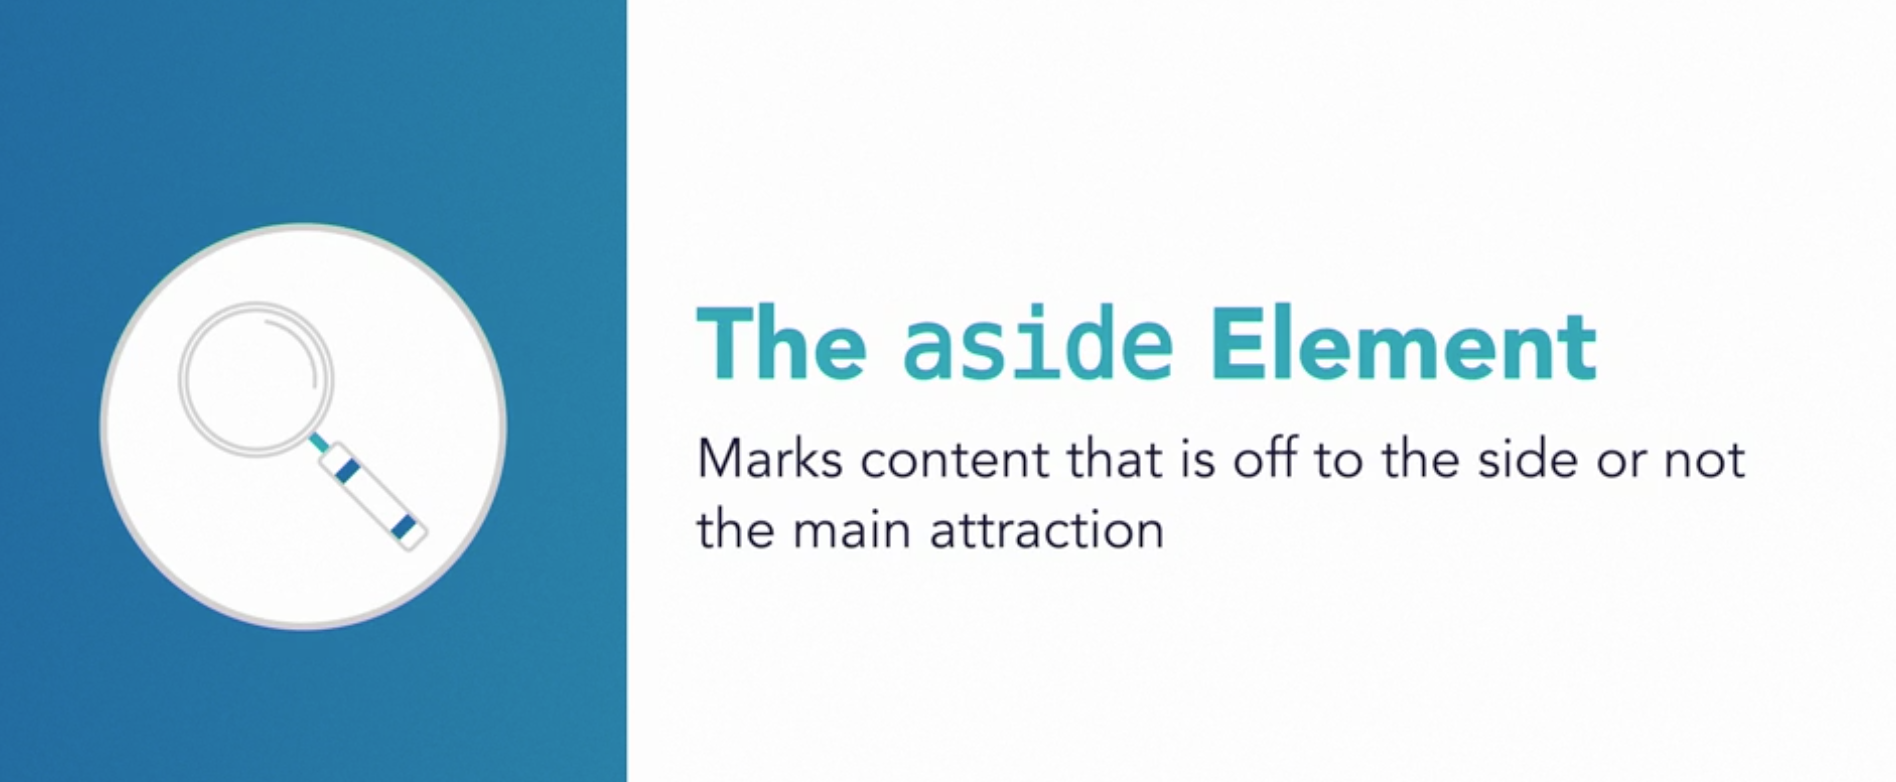 The aside Element
Marks content that is off to the side or not
the main attraction